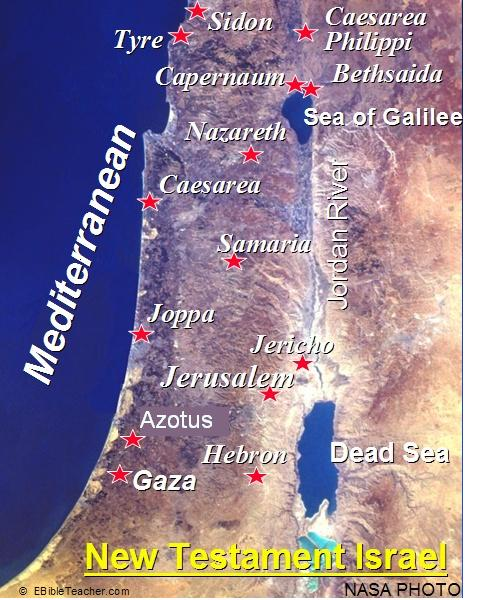 Sidon
Tyre
Caesarea
Philippi
Capernaum
Bethsaida
Sea of Galilee
Nazareth
Mediterranean
Caesarea
Jordan River
Samaria
Joppa
Jericho
Jerusalem
Azotus
Hebron
Dead Sea
Gaza
New Testament Israel
© EBibleTeacher.com
NASA PHOTO